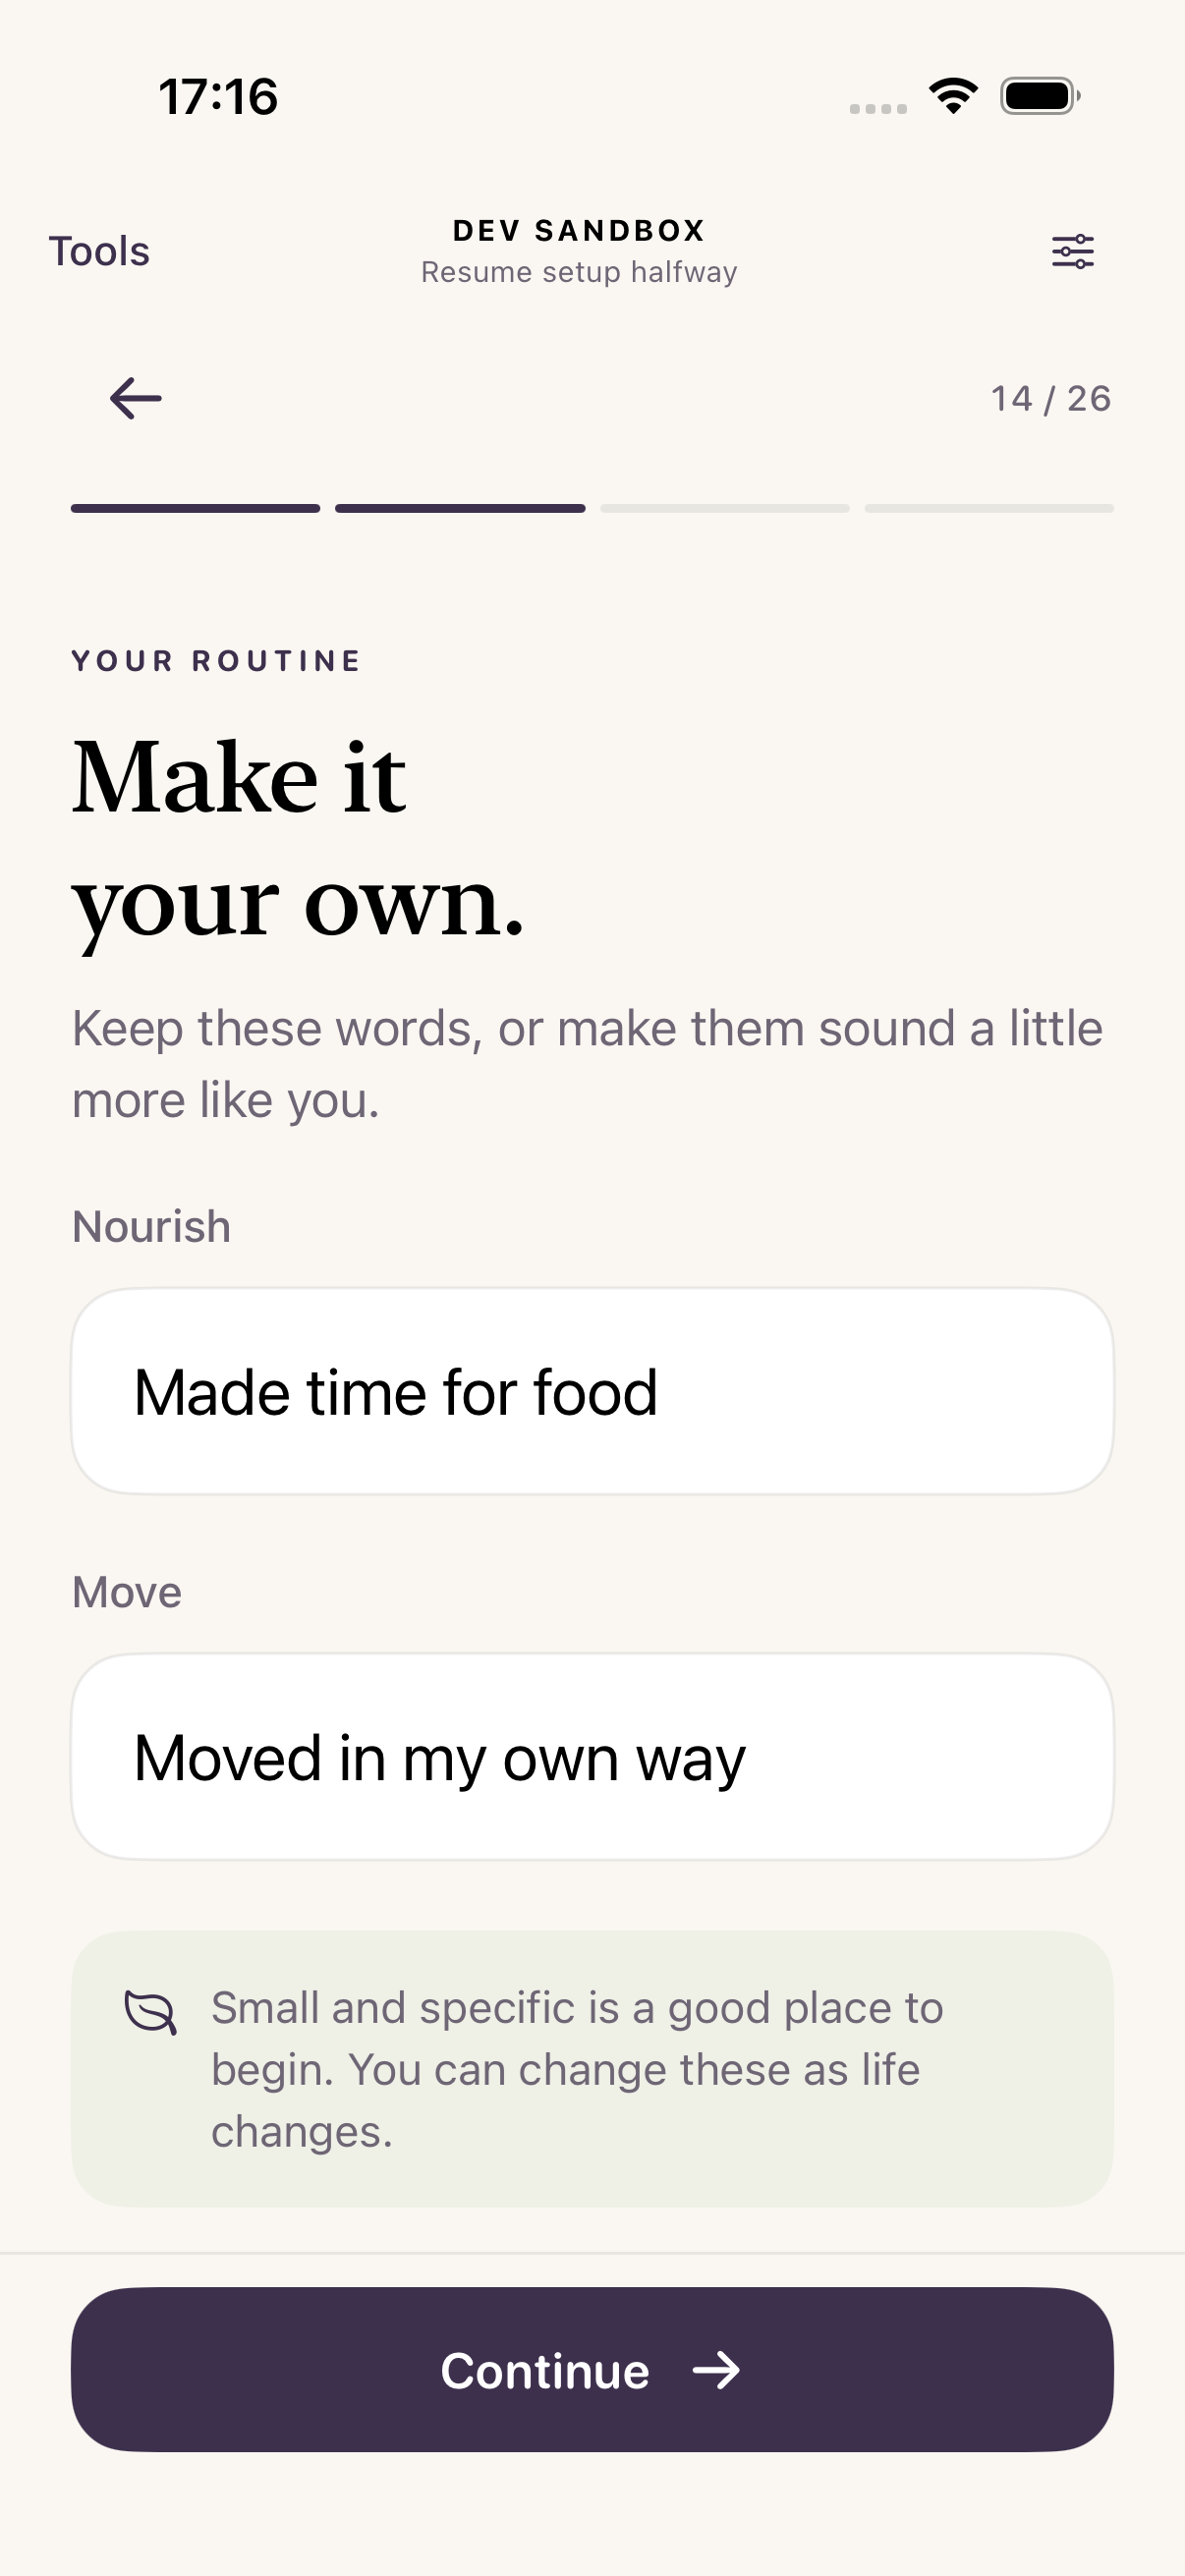 17:16
Tools
DEV SANDBOX
Resume setup halfway
14 / 26
YOUR ROUTINE
Make it
your own.
Keep these words, or make them sound a little
more like you.
Nourish
Made time for food
Move
Moved in my own way
Small and specific is a good place to
begin. You can change these as life
changes.
Continue